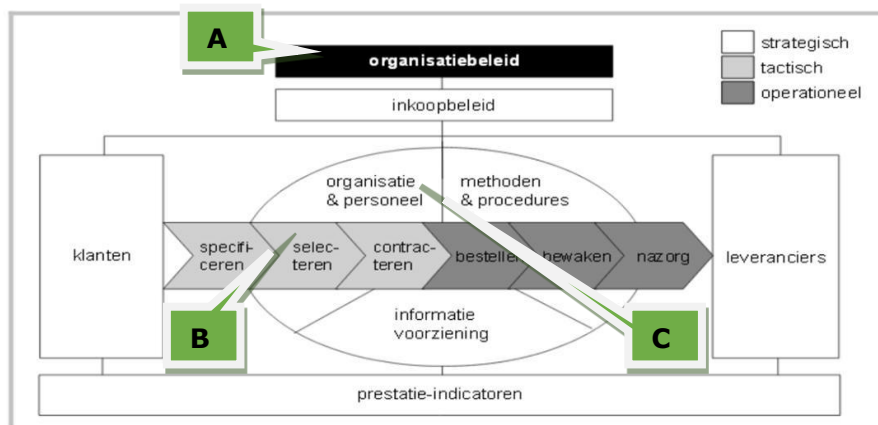 A
organisatiebeleid
strategisch
tactisch
operationeel
inkoopbeleid
organisatie
& personeel
methoden
& procedures
klanten
specifi-
ceren
selec-
teren
contrac-
teren
bestellen
bewaken
nazorg
leveranciers
informatie
voorziening
B
C
prestatie-indicatoren